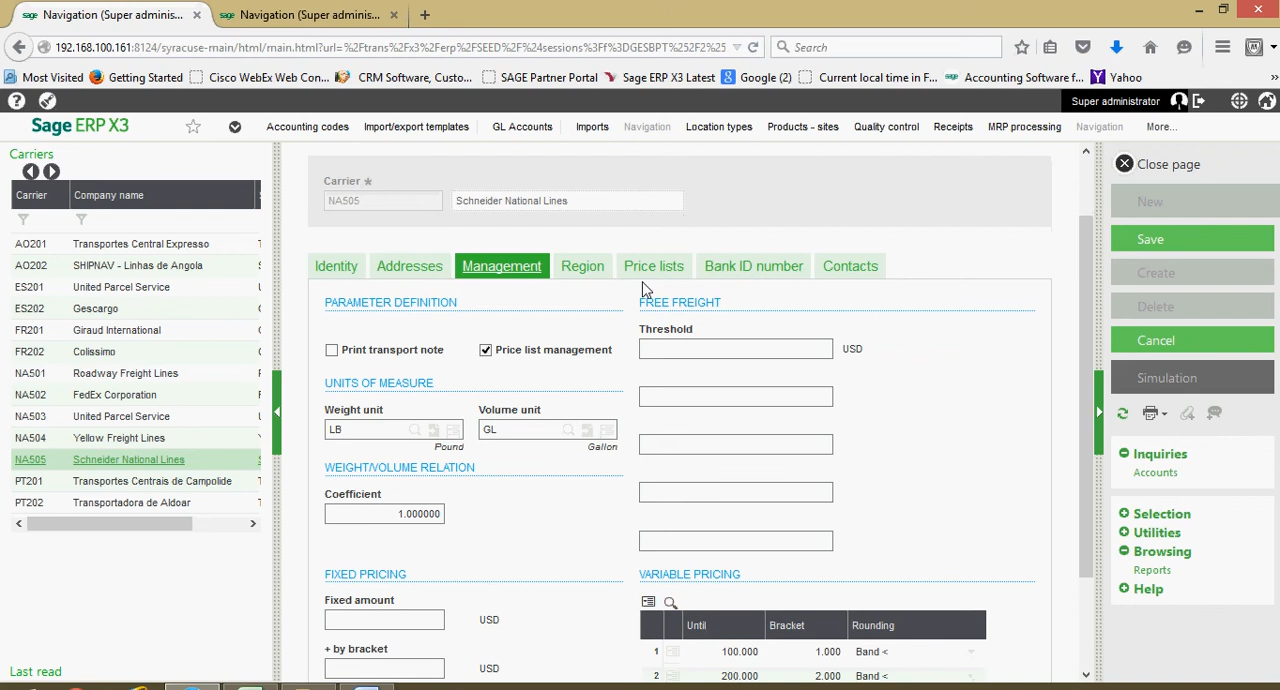 Navigation (Super adminis...
Navigation (Super adminis...
192.168.100.161:8124/syracuse-main/html/main.html?url=%2Ftrans%2Fx3%2Ferp%2FSEED%2F%24sessions%3Ff%3DGESBPT%252F2%25
Search
Most Visited
Getting Started
Cisco WebEx Web Con...
CRM Software, Custo...
SAGE Partner Portal
Sage ERP X3 Latest
Google (2)
Current local time in F...
Accounting Software f...
Yahoo
Super administrator
Sage ERP X3
Accounting codes
Import/export templates
GL Accounts
Imports
Navigation
Location types
Products - sites
Quality control
Receipts
MRP processing
Navigation
More...
Carriers
Carrier Company name
AO201 Transportes Central Expresso
AO202 SHIPNAV - Linhas de Angola
ES201 United Parcel Service
ES202 Gescargo
FR201 Giraud International
FR202 Colissimo
NA501 Roadway Freight Lines
NA502 FedEx Corporation
NA503 United Parcel Service
NA504 Yellow Freight Lines
NA505 Schneider National Lines
PT201 Transportes Centrais de Campolide
PT202 Transportadora de Aldoar
Last read
Carrier *
NA505 Schneider National Lines
Identity
Addresses
Management
Region
Price lists
Bank ID number
Contacts
PARAMETER DEFINITION
Print transport note
Price list management
UNITS OF MEASURE
Weight unit Volume unit
LB GL
Pound Gallon
WEIGHT/VOLUME RELATION
Coefficient
1.000000
FIXED PRICING
Fixed amount
USD
+ by bracket
USD
FREE FREIGHT
Threshold
USD
VARIABLE PRICING
Until Bracket Rounding
1 100.000 1.000 Band <
2 200.000 2.000 Band <
Close page
New
Save
Create
Delete
Cancel
Simulation
Inquiries
Accounts
Selection
Utilities
Browsing
Reports
Help